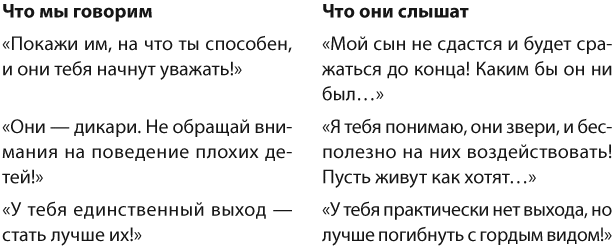 Что мы говорим
Что они слышат
«Покажи им, на что ты способен,
и они тебя начнут уважать!»
«Мой сын не сдастся и будет сра-
жаться до конца! Каким бы он ни
был…»
«Они — дикари. Не обращай вни-
мания на поведение плохих де-
тей!»
«Я тебя понимаю, они звери, и бес-
полезно на них воздействовать!
Пусть живут как хотят…»
«У тебя единственный выход —
стать лучше их!»
«У тебя практически нет выхода, но
лучше погибнуть с гордым видом!»